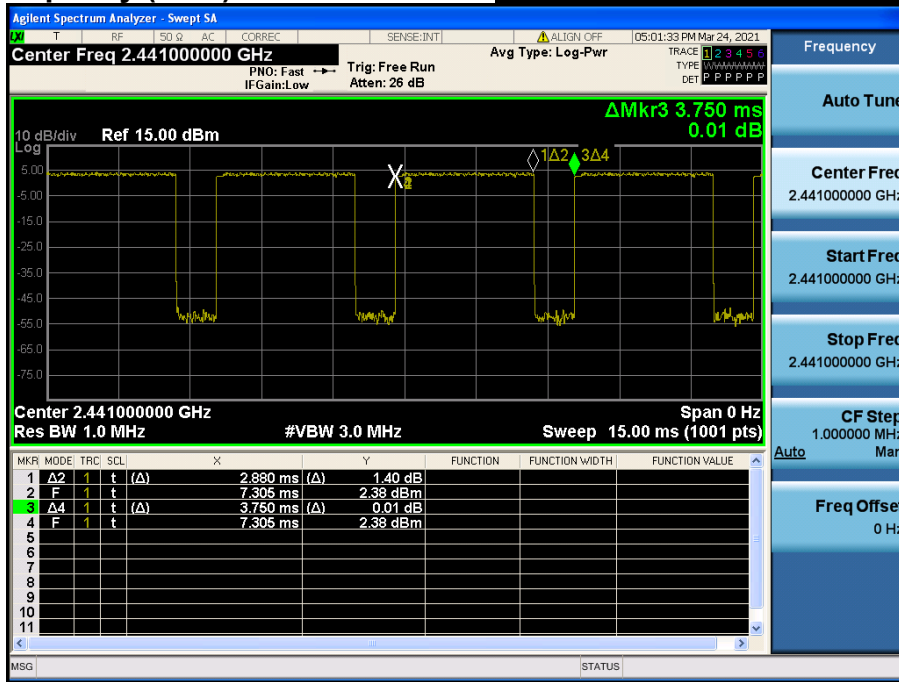 Agilent Spectrum Analyzer - Swept SA
LXI T RF 50 Ω AC CORREC SENSE:INT ALIGN OFF 05:01:33 PM Mar 24, 2021
Center Freq 2.441000000 GHz
PNO: Fast
IFGain:Low
Trig: Free Run
Atten: 26 dB
Avg Type: Log-Pwr
TRACE 1 2 3 4 5 6
TYPE
DET P P P P P P
ΔMkr3 3.750 ms
0.01 dB
10 dB/div Ref 15.00 dBm
Log
1Δ2 3Δ4
5.00
X
-5.00
-15.0
-25.0
-35.0
-45.0
-55.0
-65.0
-75.0
Center 2.441000000 GHz Span 0 Hz
Res BW 1.0 MHz #VBW 3.0 MHz Sweep 15.00 ms (1001 pts)
MKR MODE TRC SCL X Y FUNCTION FUNCTION WIDTH FUNCTION VALUE
1 Δ2 1 t (Δ) 2.880 ms (Δ) 1.40 dB
2 F 1 t 7.305 ms 2.38 dBm
3 Δ4 1 t (Δ) 3.750 ms (Δ) 0.01 dB
4 F 1 t 7.305 ms 2.38 dBm
5
6
7
8
9
10
11
MSG STATUS
Frequency
Auto Tune
Center Freq
2.441000000 GHz
Start Freq
2.441000000 GHz
Stop Freq
2.441000000 GHz
CF Step
1.000000 MHz
Auto Man
Freq Offset
0 Hz